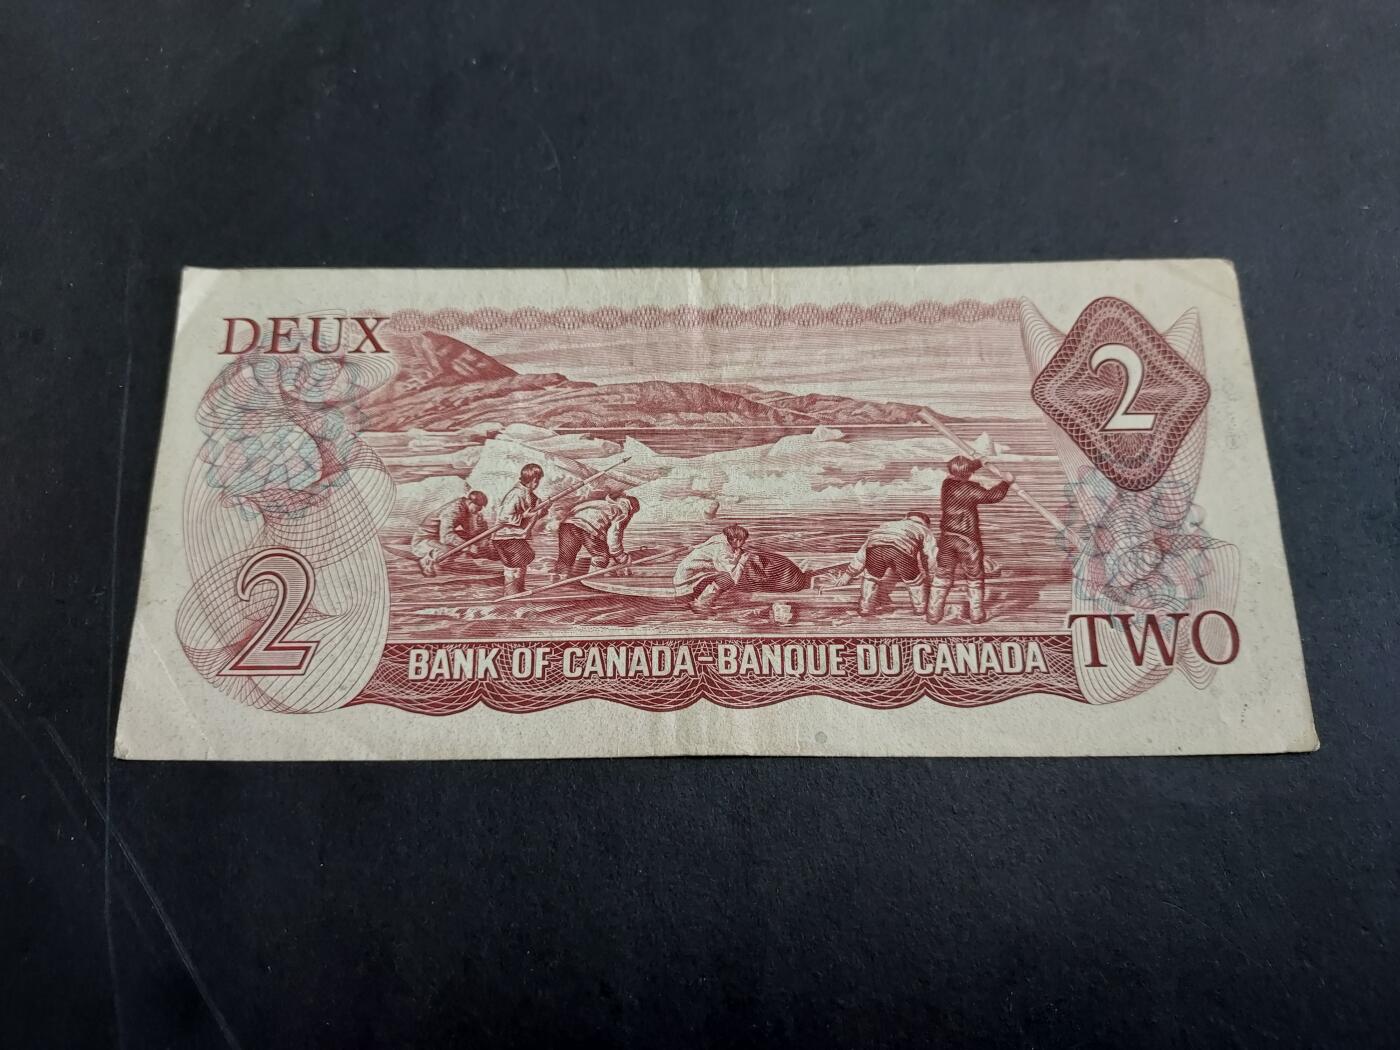 DEUX
2
2
BANK OF CANADA-BANQUE DU CANADA
TWO